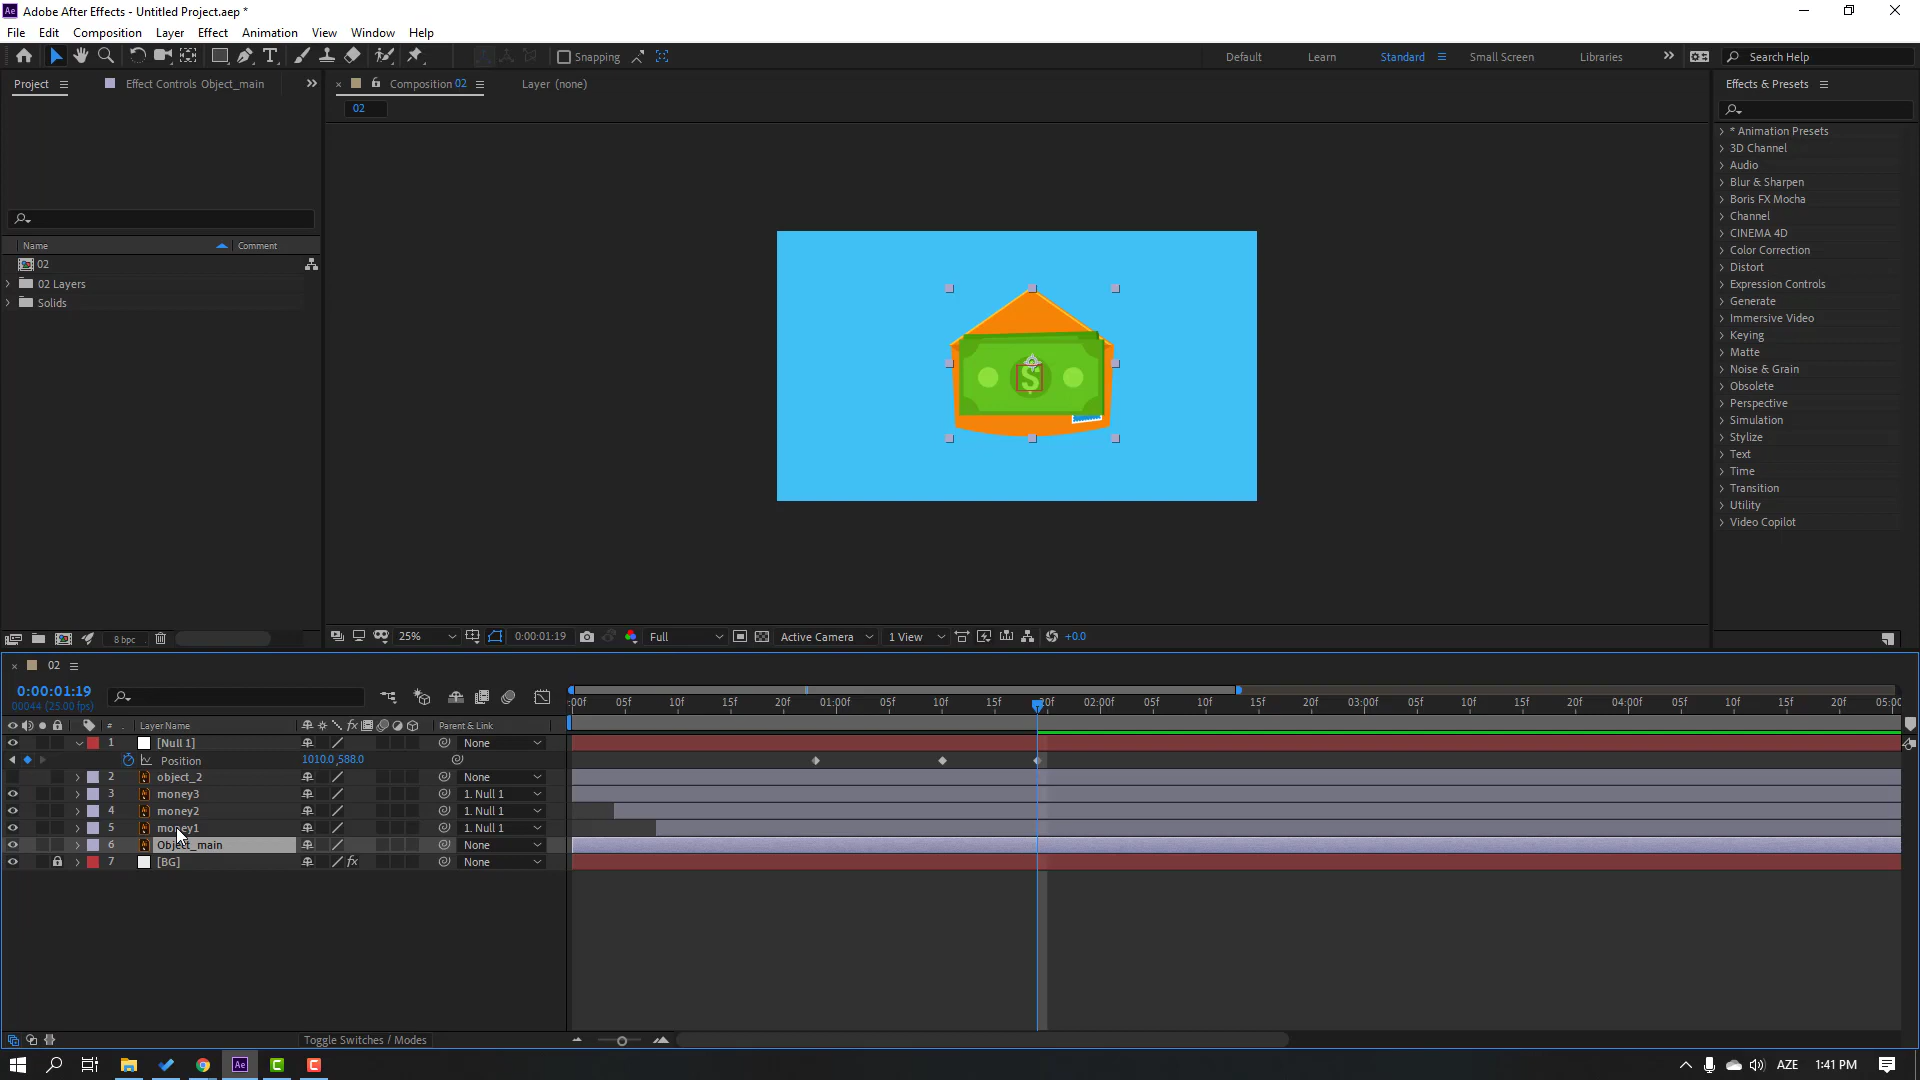 Adobe After Effects - Untitled Project.aep *
File Edit Composition Layer Effect Animation View Window Help
Snapping Default Learn Standard Small Screen Libraries Search Help
Project Effect Controls Object_main Composition 02 Layer (none) Effects & Presets
02
* Animation Presets
3D Channel
Audio
Blur & Sharpen
Boris FX Mocha
Channel
CINEMA 4D
Color Correction
Distort
Expression Controls
Generate
Immersive Video
Keying
Matte
Noise & Grain
Obsolete
Perspective
Simulation
Stylize
Text
Time
Transition
Utility
Video Copilot
Name Comment
02
02 Layers
Solids
$
8 bpc 25% 0:00:01:19 Full Active Camera 1 View +0.0
02
0:00:01:19
00044 (25.00 fps)
:00f 05f 10f 15f 20f 01:00f 05f 10f 15f 20f 02:00f 05f 10f 15f 20f 03:00f 05f 10f 15f 20f 04:00f 05f 10f 15f 20f 05:00
# Layer Name fx Parent & Link
1 [Null 1] None
Position 1010.0,588.0
2 object_2 None
3 money3 1. Null 1
4 money2 1. Null 1
5 money1 1. Null 1
6 Object_main None
7 [BG] fx None
Toggle Switches / Modes
Ae C C AZE 1:41 PM